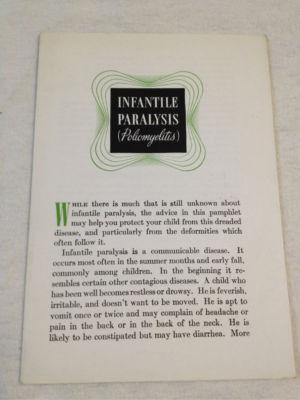 INFANTILE
PARALYSIS
(Poliomyelitis)
WHILE there is much that is still unknown about
infantile paralysis, the advice in this pamphlet
may help you protect your child from this dreaded
disease, and particularly from the deformities which
often follow it.
Infantile paralysis is a communicable disease. It
occurs most often in the summer months and early fall,
commonly among children. In the beginning it re-
sembles certain other contagious diseases. A child who
has been well becomes restless or drowsy. He is feverish,
irritable, and doesn't want to be moved. He is apt to
vomit once or twice and may complain of headache or
pain in the back or in the back of the neck. He is
likely to be constipated but may have diarrhea. More